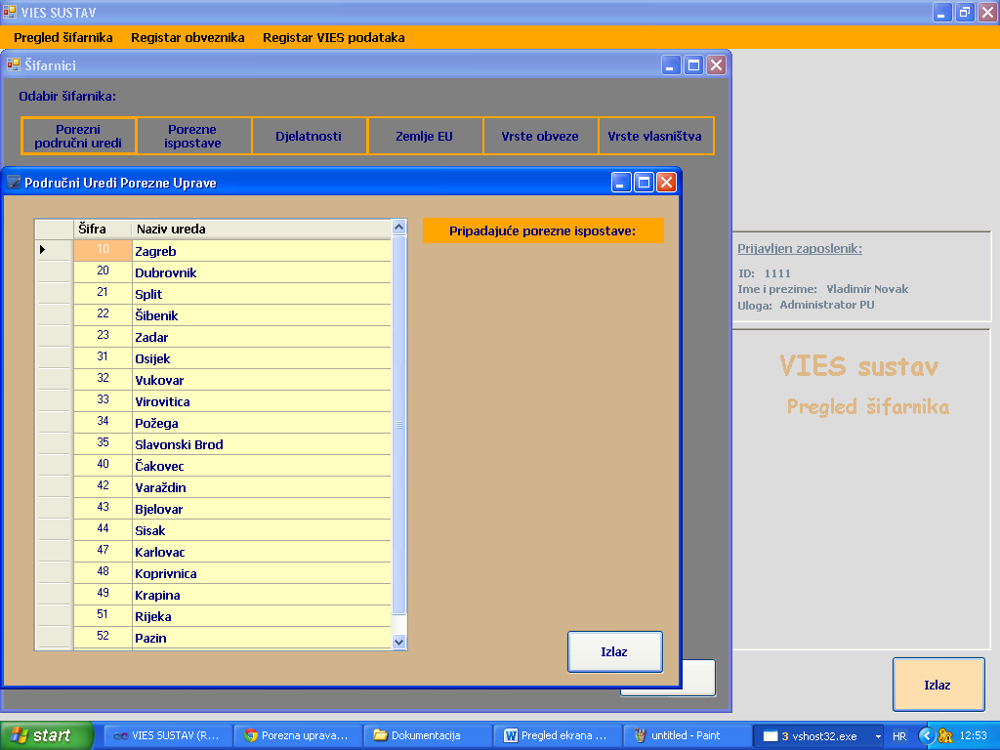 VIES SUSTAV
Pregled šifarnika Registar obveznika Registar VIES podataka
Šifarnici
Odabir šifarnika:
Porezni
područni uredi
Porezne
ispostave
Djelatnosti
Zemlje EU
Vrste obveze
Vrste vlasništva
Područni Uredi Porezne Uprave
Šifra Naziv ureda
10 Zagreb
20 Dubrovnik
21 Split
22 Šibenik
23 Zadar
31 Osijek
32 Vukovar
33 Virovitica
34 Požega
35 Slavonski Brod
40 Čakovec
42 Varaždin
43 Bjelovar
44 Sisak
47 Karlovac
48 Koprivnica
49 Krapina
51 Rijeka
52 Pazin
Pripadajuće porezne ispostave:
Izlaz
Prijavljen zaposlenik:
ID: 1111
Ime i prezime: Vladimir Novak
Uloga: Administrator PU
VIES sustav
Pregled šifarnika
Izlaz
start VIES SUSTAV (R... Porezna uprava... Dokumentacija Pregled ekrana ... untitled - Paint 3 vshost32.exe HR 12:53